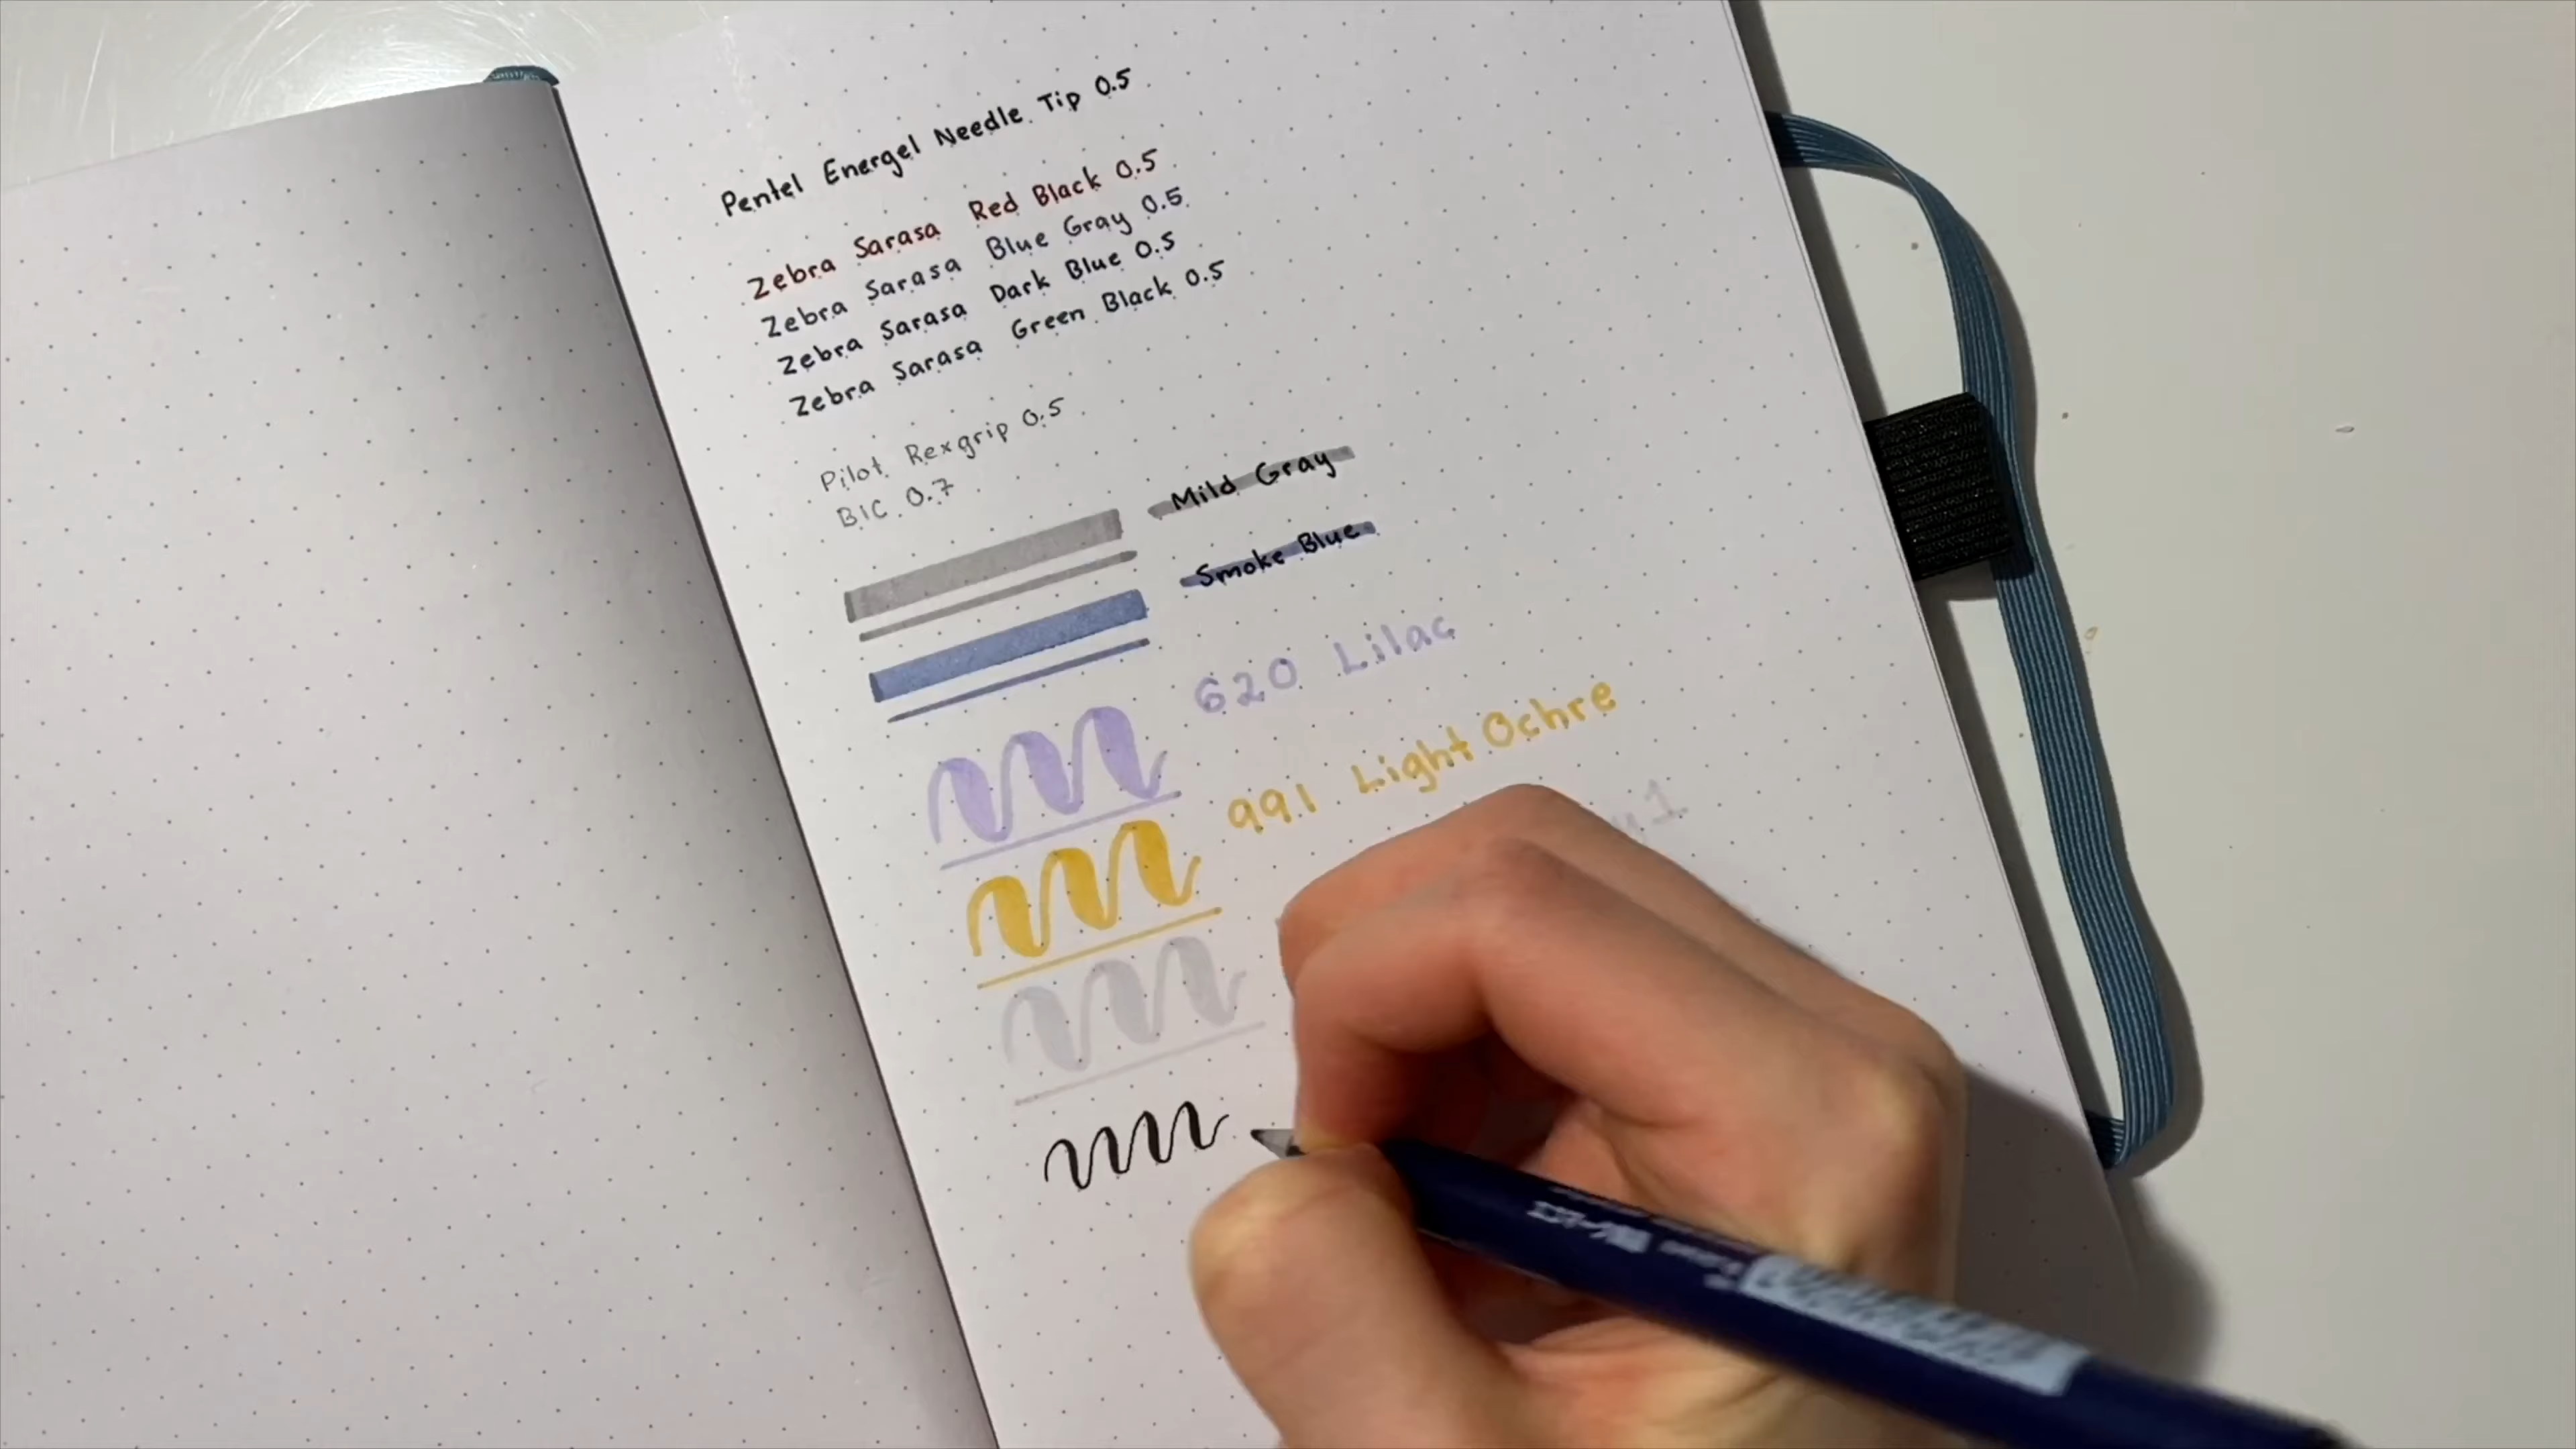 Pentel Energel Needle Tip 0.5
Zebra Sarasa Red Black 0.5
Zebra Sarasa Blue Gray 0.5
Zebra Sarasa Dark Blue 0.5
Zebra Sarasa Green Black 0.5
Pilot Rexgrip 0.5
BIC 0.7
Mild Gray
Smoke Blue
620 Lilac
991 Light Ochre